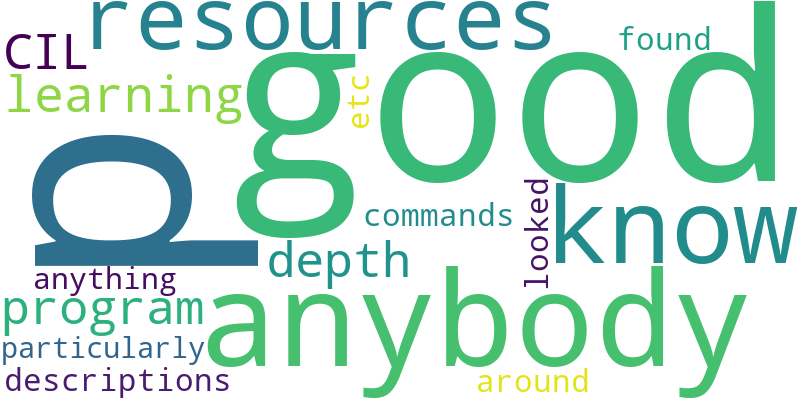 resources
CIL
found
learning
good
etc
p
know
looked
commands
depth
anything
program
anybody
particularly
descriptions
around